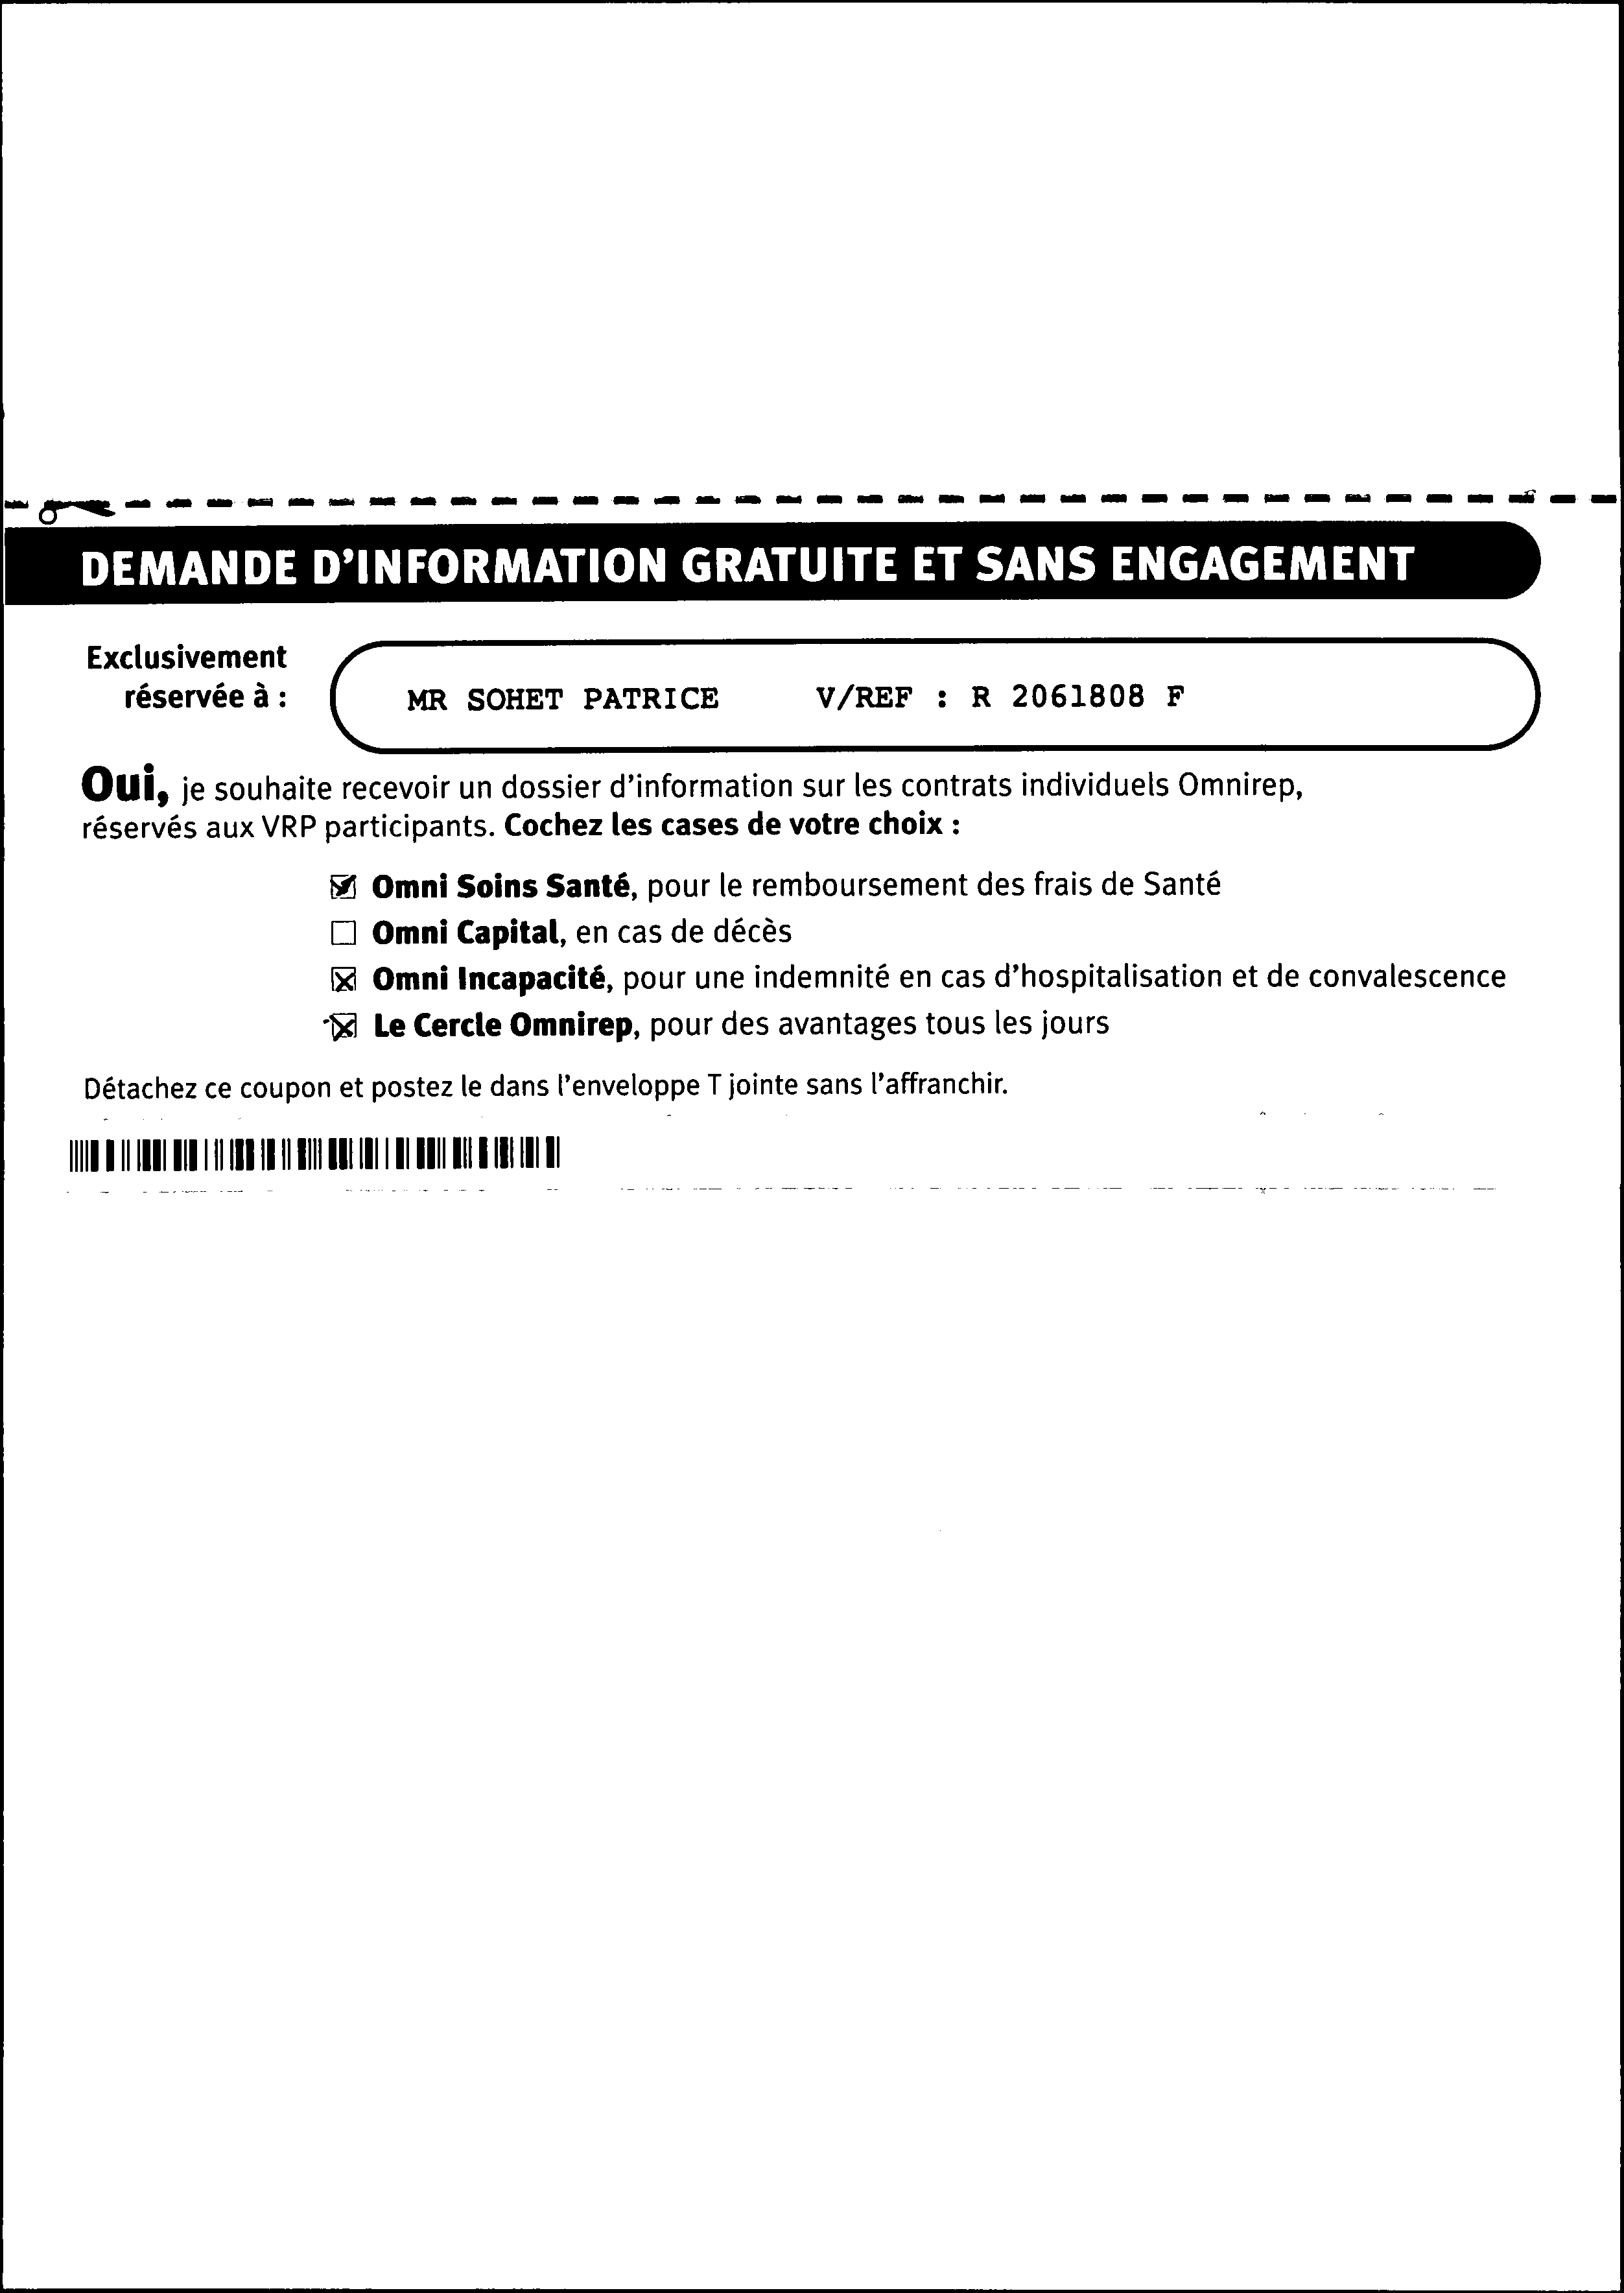 DEMANDE D'INFORMATION GRATUITE ET SANS ENGAGEMENT
Exclusivement
réservée à :
MR SOHET PATRICE V/REF : R 2061808 F
Oui, je souhaite recevoir un dossier d'information sur les contrats individuels Omnirep,
réservés aux VRP participants. Cochez les cases de votre choix :
Omni Soins Santé, pour le remboursement des frais de Santé
Omni Capital, en cas de décès
Omni Incapacité, pour une indemnité en cas d'hospitalisation et de convalescence
Le Cercle Omnirep, pour des avantages tous les jours
Détachez ce coupon et postez le dans l'enveloppe T jointe sans l'affranchir.